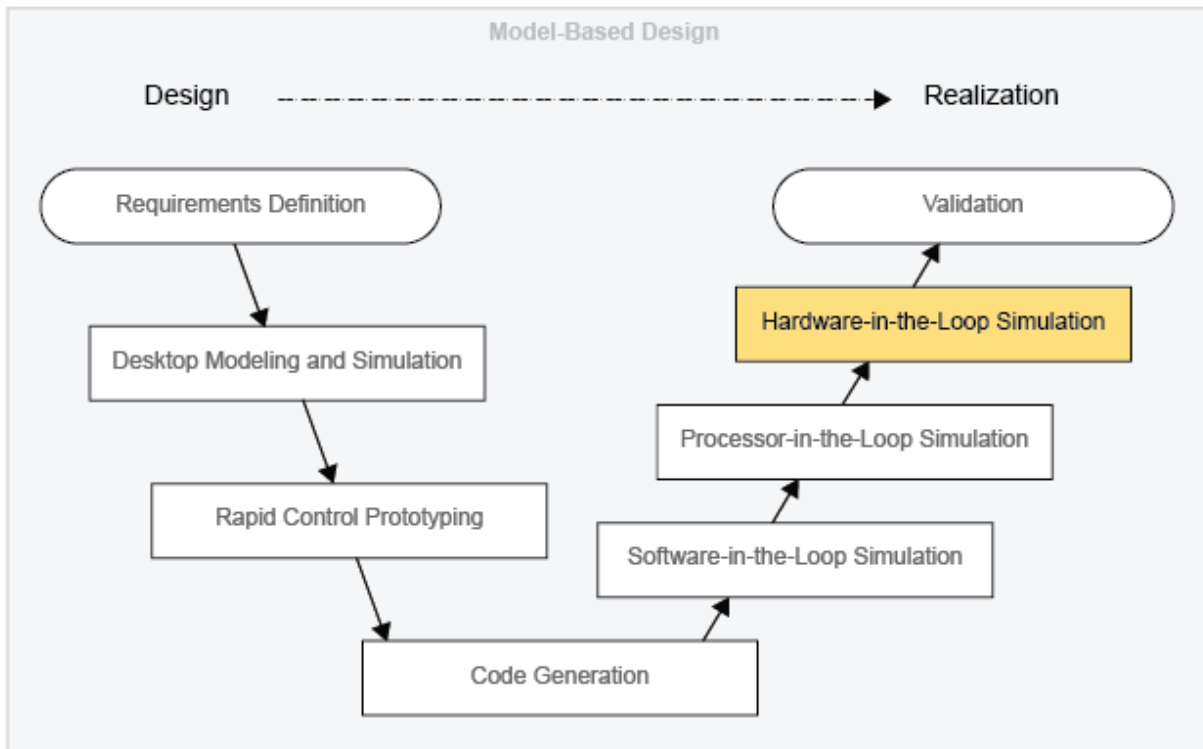 Model-Based Design
Design
Realization
Requirements Definition
Validation
Hardware-in-the-Loop Simulation
Desktop Modeling and Simulation
Processor-in-the-Loop Simulation
Rapid Control Prototyping
Software-in-the-Loop Simulation
Code Generation